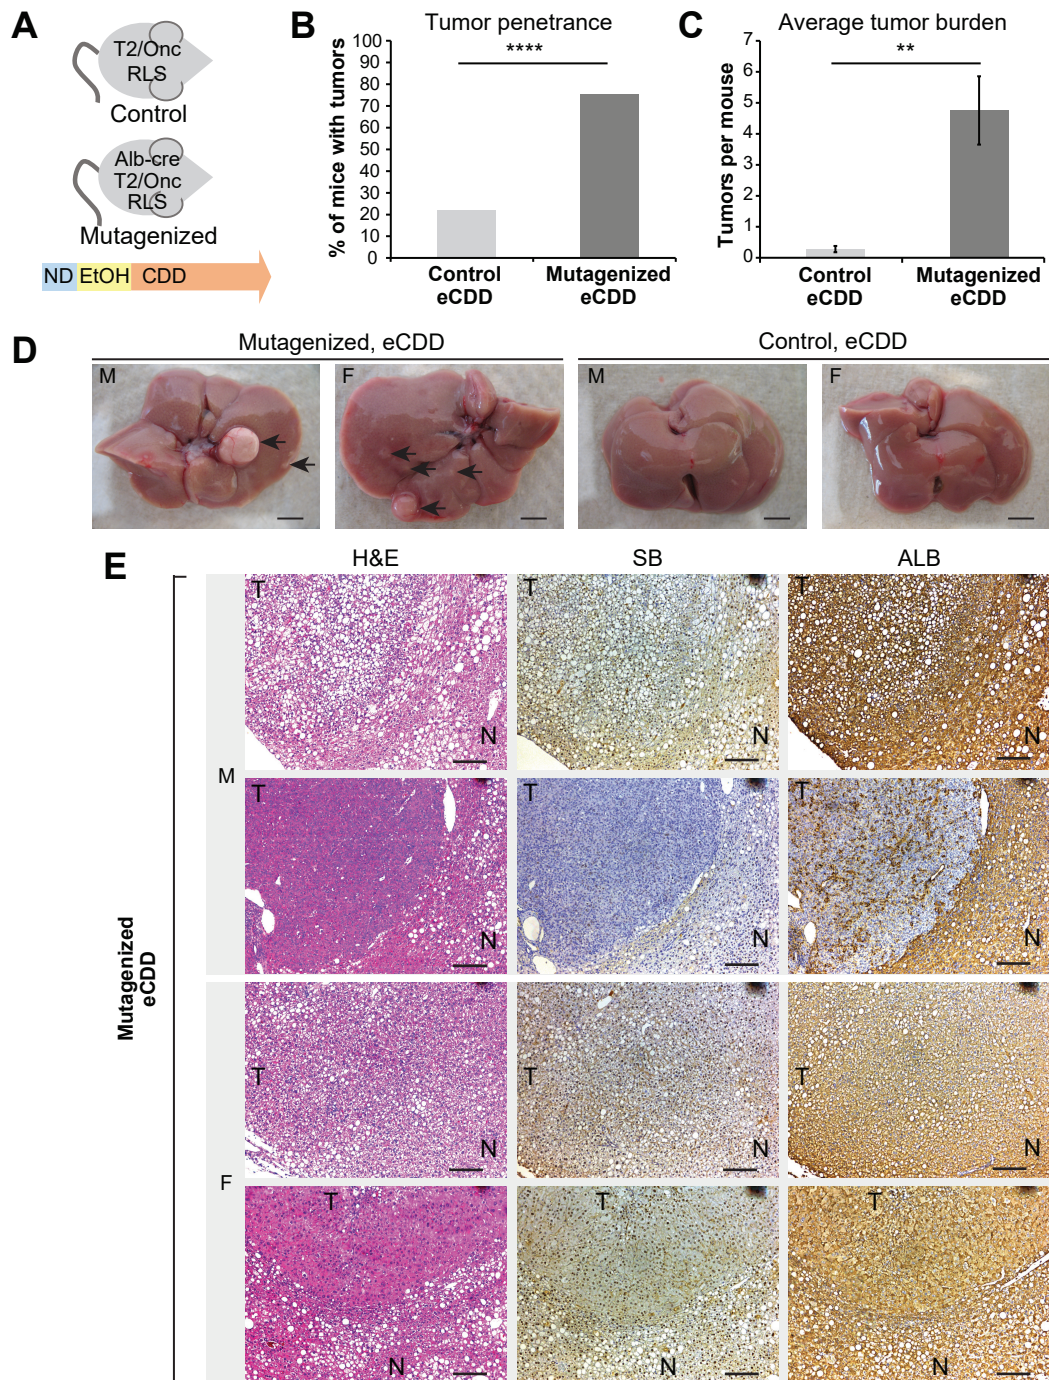 A
T2/Onc
RLS
Control
Alb-cre
T2/Onc
RLS
Mutagenized
ND EtOH CDD
B
Tumor penetrance
****
% of mice with tumors
100
90
80
70
60
50
40
30
20
10
0
Control
eCDD
Mutagenized
eCDD
C
Average tumor burden
**
Tumors per mouse
7
6
5
4
3
2
1
0
Control
eCDD
Mutagenized
eCDD
D
Mutagenized, eCDD
Control, eCDD
M
F
M
F
E
H&E
SB
ALB
Mutagenized
eCDD
M
T
N
T
N
T
N
T
N
T
N
T
N
F
T
N
T
N
T
N
T
N
T
N
T
N